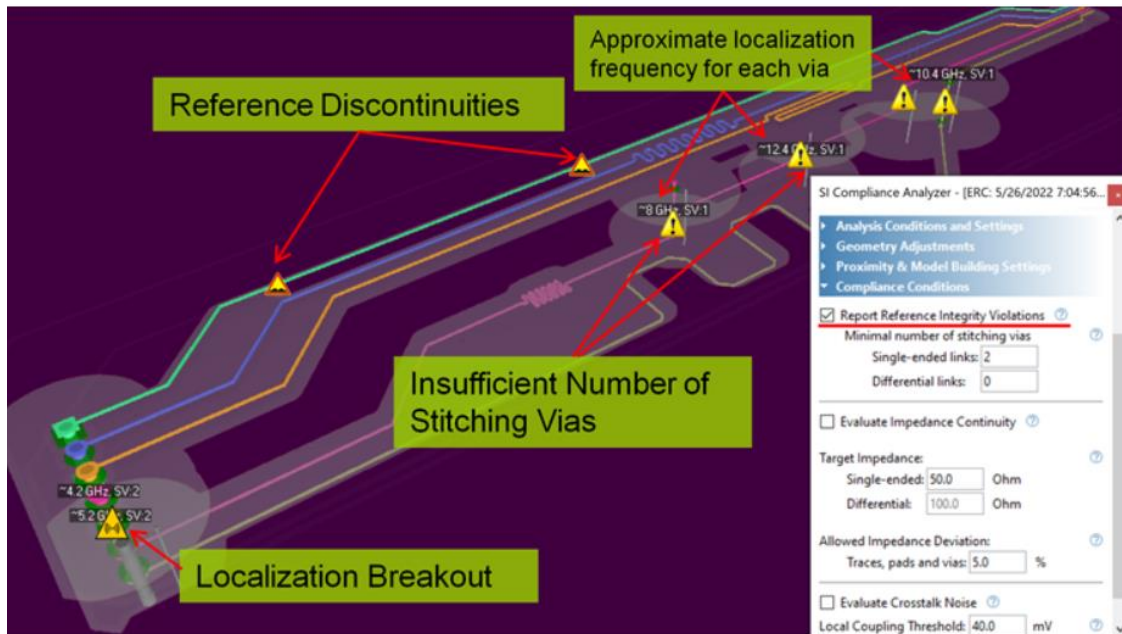 Approximate localization
frequency for each via
~10.4 GHz, SV:1
Reference Discontinuities
~12.4 GHz, SV:1
~8 GHz, SV:1
SI Compliance Analyzer - [ERC: 5/26/2022 7:04:56...
Analysis Conditions and Settings
Geometry Adjustments
Proximity & Model Building Settings
Compliance Conditions
Report Reference Integrity Violations
Minimal number of stitching vias
Single-ended links: 2
Differential links: 0
Insufficient Number of
Stitching Vias
Evaluate Impedance Continuity
Target Impedance:
Single-ended: 50.0 Ohm
Differential: 100.0 Ohm
~4.2 GHz, SV:2
~5.2 GHz, SV:2
Allowed Impedance Deviation:
Traces, pads and vias: 5.0 %
Localization Breakout
Evaluate Crosstalk Noise
Local Coupling Threshold: 40.0 mV